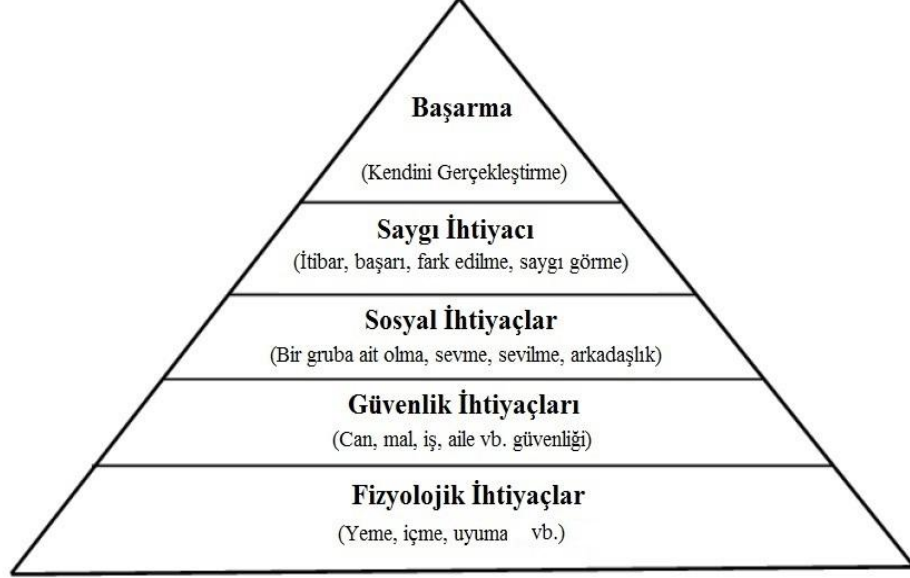 Başarma
(Kendini Gerçekleştirme)
Saygı İhtiyacı
(İtibar, başarı, fark edilme, saygı görme)
Sosyal İhtiyaçlar
(Bir gruba ait olma, sevme, sevilme, arkadaşlık)
Güvenlik İhtiyaçları
(Can, mal, iş, aile vb. güvenliği)
Fizyolojik İhtiyaçlar
(Yeme, içme, uyuma vb.)